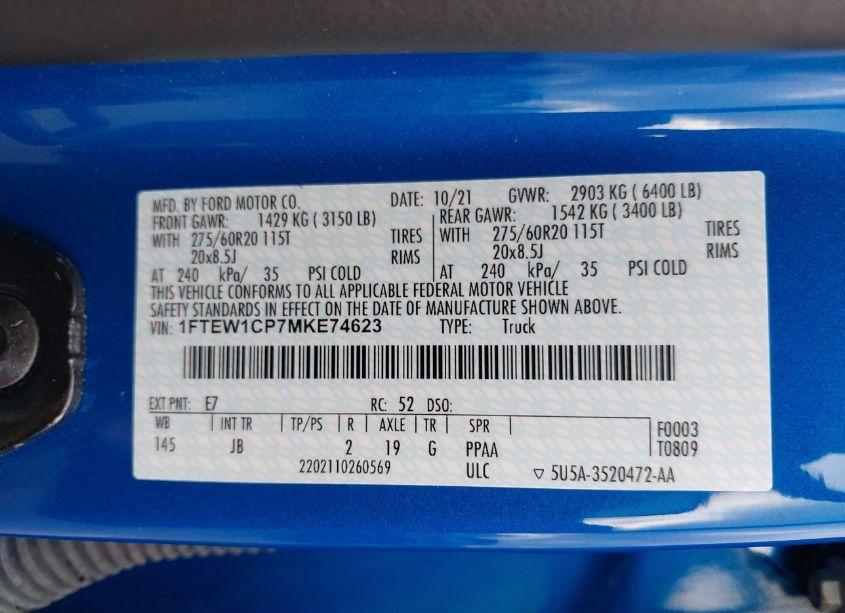 MFD. BY FORD MOTOR CO. DATE: 10/21 GVWR: 2903 KG ( 6400 LB)
FRONT GAWR: 1429 KG ( 3150 LB) REAR GAWR: 1542 KG ( 3400 LB)
WITH 275/60R20 115T TIRES WITH 275/60R20 115T TIRES
20x8.5J RIMS 20x8.5J RIMS
AT 240 kPa/ 35 PSI COLD AT 240 kPa/ 35 PSI COLD
THIS VEHICLE CONFORMS TO ALL APPLICABLE FEDERAL MOTOR VEHICLE
SAFETY STANDARDS IN EFFECT ON THE DATE OF MANUFACTURE SHOWN ABOVE.
VIN: 1FTEW1CP7MKE74623 TYPE: Truck
EXT PNT: E7 RC: 52 DSO:
WB INT TR TP/PS R AXLE TR SPR F0003
145 JB 2 19 G PPAA T0809
2202110260569 ULC ▽ 5U5A-3520472-AA